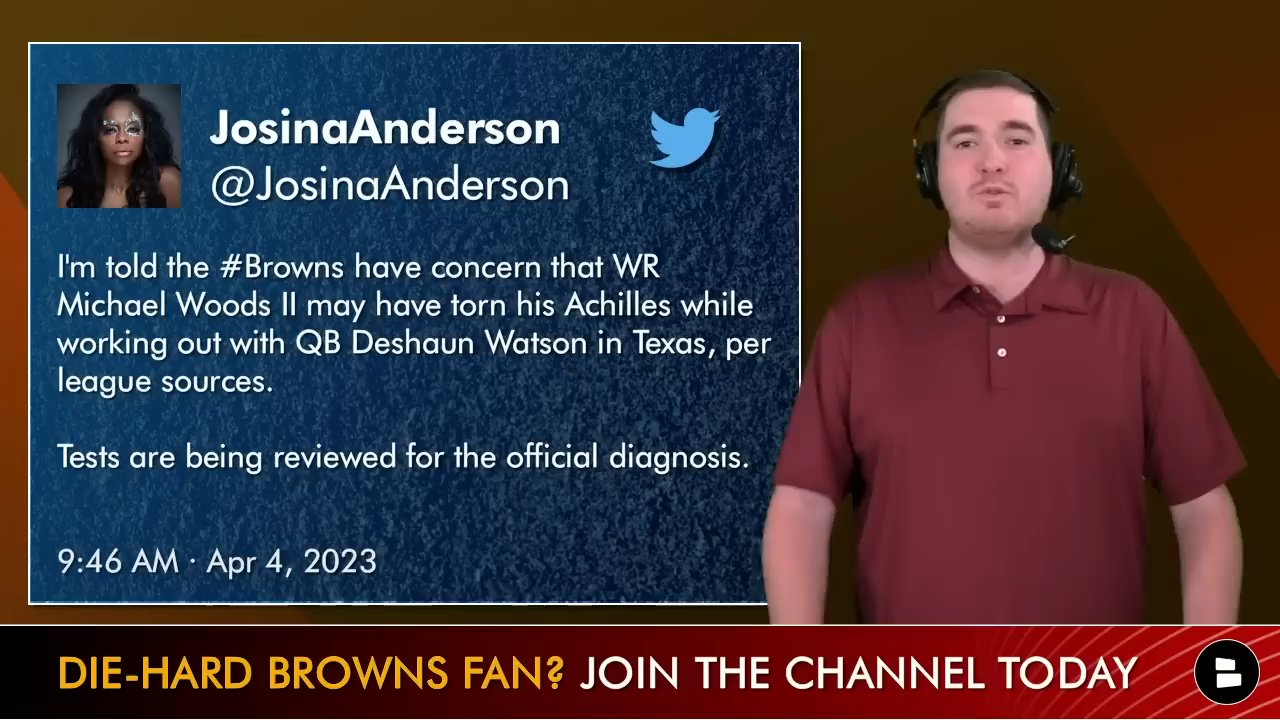 JosinaAnderson
@JosinaAnderson
I'm told the #Browns have concern that WR
Michael Woods II may have torn his Achilles while
working out with QB Deshaun Watson in Texas, per
league sources.
Tests are being reviewed for the official diagnosis.
9:46 AM · Apr 4, 2023
DIE-HARD BROWNS FAN? JOIN THE CHANNEL TODAY